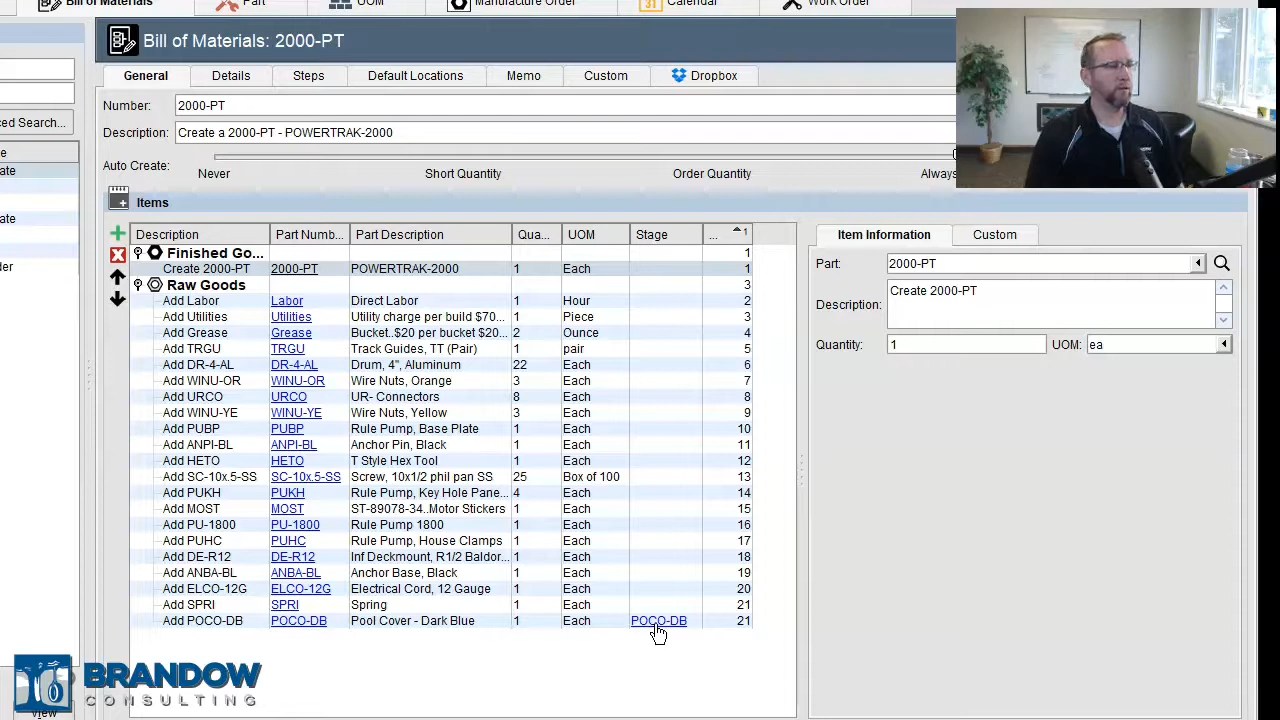 Bill of Materials Part UOM Manufacture Order Calendar Work Order
31
Bill of Materials: 2000-PT
General Details Steps Default Locations Memo Custom Dropbox
Number: 2000-PT
Description: Create a 2000-PT - POWERTRAK-2000
Auto Create:
Never Short Quantity Order Quantity Always
Items
ced Search...
Description Part Numb... Part Description Qua... UOM Stage ... 1
Finished Go... 1
Create 2000-PT 2000-PT POWERTRAK-2000 1 Each 1
Raw Goods 3
Add Labor Labor Direct Labor 1 Hour 2
Add Utilities Utilities Utility charge per build $70... 1 Piece 3
Add Grease Grease Bucket..$20 per bucket $20... 2 Ounce 4
Add TRGU TRGU Track Guides, TT (Pair) 1 pair 5
Add DR-4-AL DR-4-AL Drum, 4", Aluminum 22 Each 6
Add WINU-OR WINU-OR Wire Nuts, Orange 3 Each 7
Add URCO URCO UR- Connectors 8 Each 8
Add WINU-YE WINU-YE Wire Nuts, Yellow 3 Each 9
Add PUBP PUBP Rule Pump, Base Plate 1 Each 10
Add ANPI-BL ANPI-BL Anchor Pin, Black 1 Each 11
Add HETO HETO T Style Hex Tool 1 Each 12
Add SC-10x.5-SS SC-10x.5-SS Screw, 10x1/2 phil pan SS 25 Box of 100 13
Add PUKH PUKH Rule Pump, Key Hole Pane... 4 Each 14
Add MOST MOST ST-89078-34..Motor Stickers 1 Each 15
Add PU-1800 PU-1800 Rule Pump 1800 1 Each 16
Add PUHC PUHC Rule Pump, House Clamps 1 Each 17
Add DE-R12 DE-R12 Inf Deckmount, R1/2 Baldor... 1 Each 18
Add ANBA-BL ANBA-BL Anchor Base, Black 1 Each 19
Add ELCO-12G ELCO-12G Electrical Cord, 12 Gauge 1 Each 20
Add SPRI SPRI Spring 1 Each 21
Add POCO-DB POCO-DB Pool Cover - Dark Blue 1 Each POCO-DB 21
Item Information Custom
Part: 2000-PT
Description: Create 2000-PT
Quantity: 1 UOM: ea
BRANDOW
CONSULTING
View